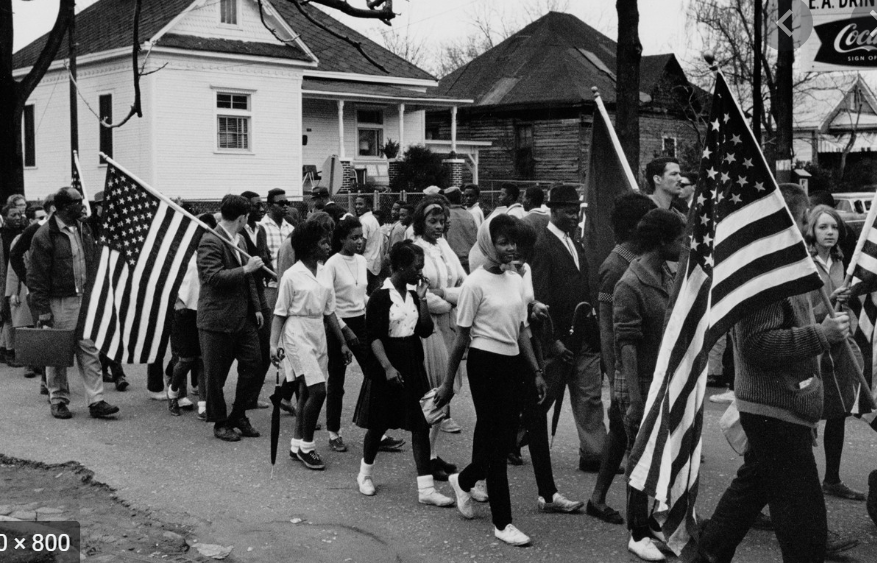 E.A. DRIN
Coca
SIGN OF
0 × 800